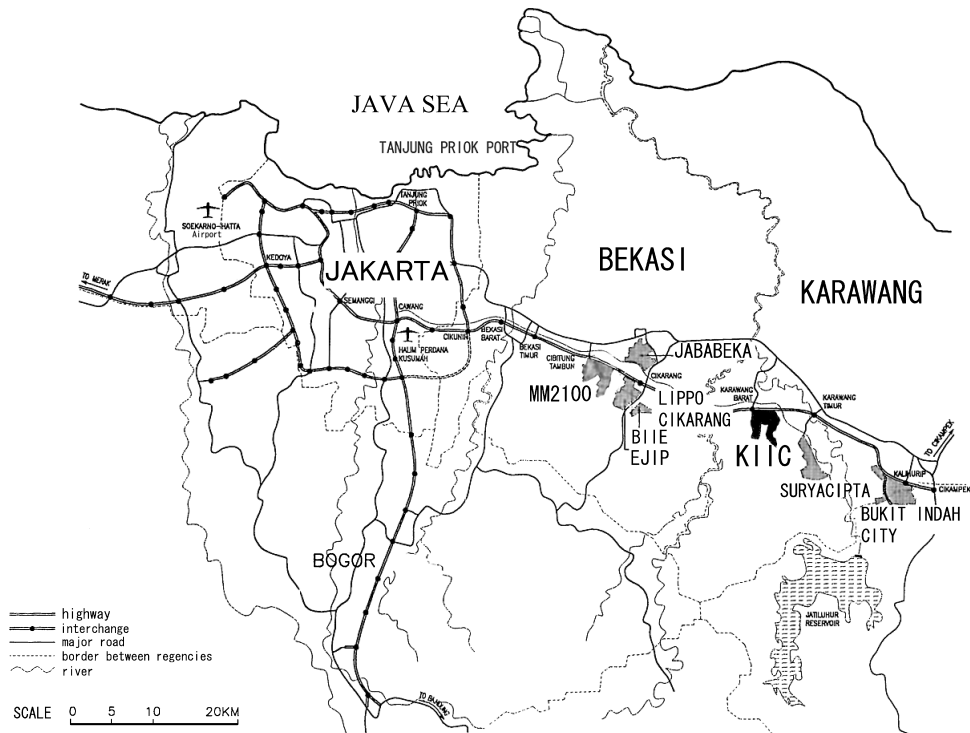 JAVA SEA
TANJUNG PRIOK PORT
TANJUNG
PRIOK
SOEKARNO-HATTA
Airport
KEDOYA
JAKARTA
BEKASI
KARAWANG
TO MERAK
SEMANGGI
CAWANG
CIKUNIR
HALIM PERDANA
KUSUMAH
BEKASI
BARAT
BEKASI
TIMUR
CIBITUNG
TAMBUN
CIKARANG
JABABEKA
MM2100
LIPPO
CIKARANG
BIIE
EJIP
KARAWANG
BARAT
KARAWANG
TIMUR
KIIC
SURYACIPTA
TO CIKAMPEK
KALIHURIP
CIKAMPEK
BUKIT INDAH
CITY
BOGOR
JATILUHUR
RESERVOIR
TO BANDUNG
highway
interchange
major road
border between regencies
river
SCALE 0 5 10 20KM